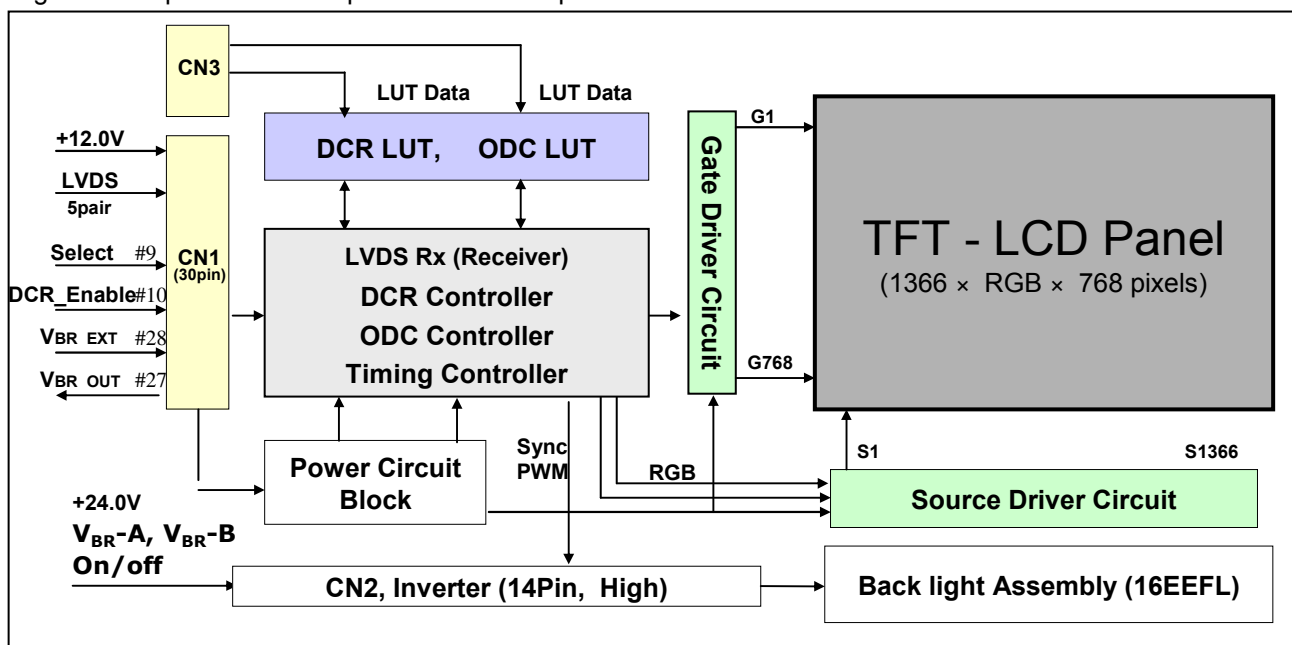 CN3
LUT Data
LUT Data
+12.0V
LVDS
5pair
Select #9
DCR_Enable#10
VBR EXT #28
VBR OUT #27
CN1
(30pin)
DCR LUT, ODC LUT
LVDS Rx (Receiver)
DCR Controller
ODC Controller
Timing Controller
Gate Driver Circuit
G1
G768
TFT - LCD Panel
(1366 × RGB × 768 pixels)
S1
S1366
Power Circuit
Block
Sync
PWM
RGB
Source Driver Circuit
+24.0V
VBR-A, VBR-B
On/off
CN2, Inverter (14Pin, High)
Back light Assembly (16EEFL)